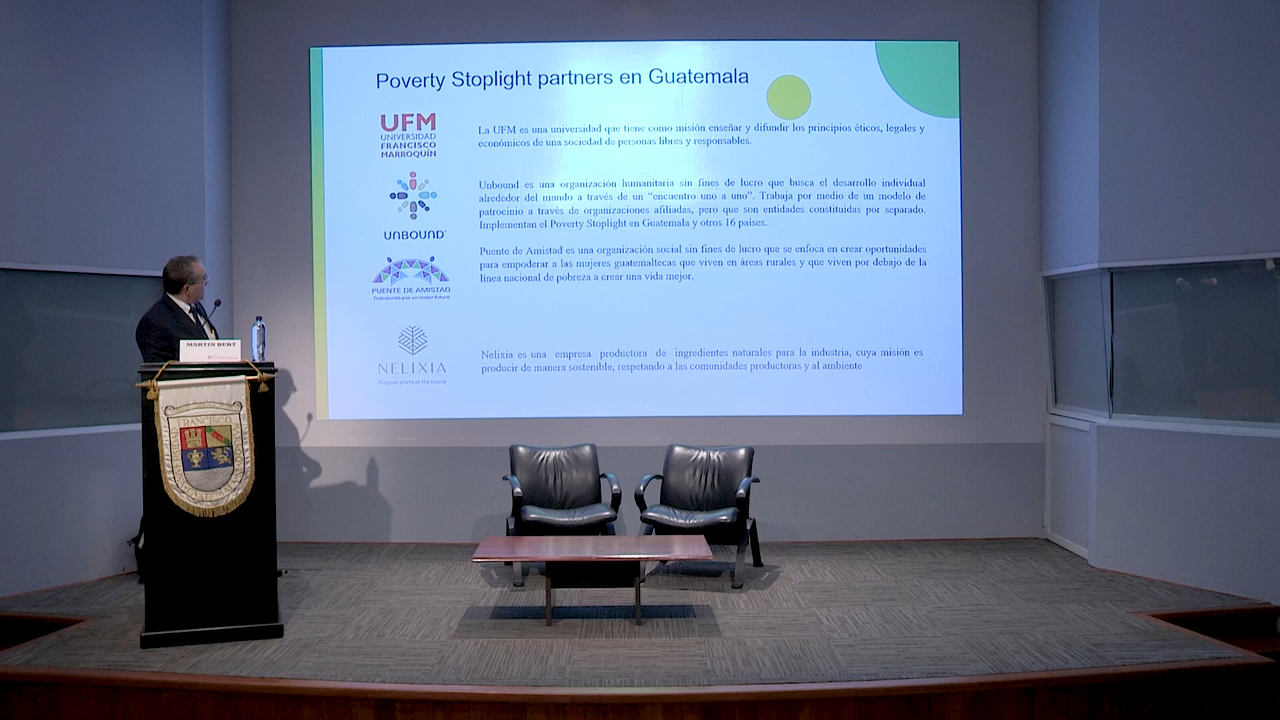 Poverty Stoplight partners en Guatemala
UFM
UNIVERSIDAD
FRANCISCO
MARROQUÍN
La UFM es una universidad que tiene como misión enseñar y difundir los principios éticos, legales y
económicos de una sociedad de personas libres y responsables.
UNBOUND
Unbound es una organización humanitaria sin fines de lucro que busca el desarrollo individual
alrededor del mundo a través de un “encuentro uno a uno”. Trabaja por medio de un modelo de
patrocinio a través de organizaciones afiliadas, pero que son entidades constituidas por separado.
Implementan el Poverty Stoplight en Guatemala y otros 16 países.
PUENTE DE AMISTAD
Trabajando por un mejor futuro
Puente de Amistad es una organización social sin fines de lucro que se enfoca en crear oportunidades
para empoderar a las mujeres guatemaltecas que viven en áreas rurales y que viven por debajo de la
línea nacional de pobreza a crear una vida mejor.
NELIXIA
Purpose starts at the source
Nelixia es una empresa productora de ingredientes naturales para la industria, cuya misión es
producir de manera sostenible, respetando a las comunidades productoras y al ambiente
MARTIN BURT
FRANCISCO